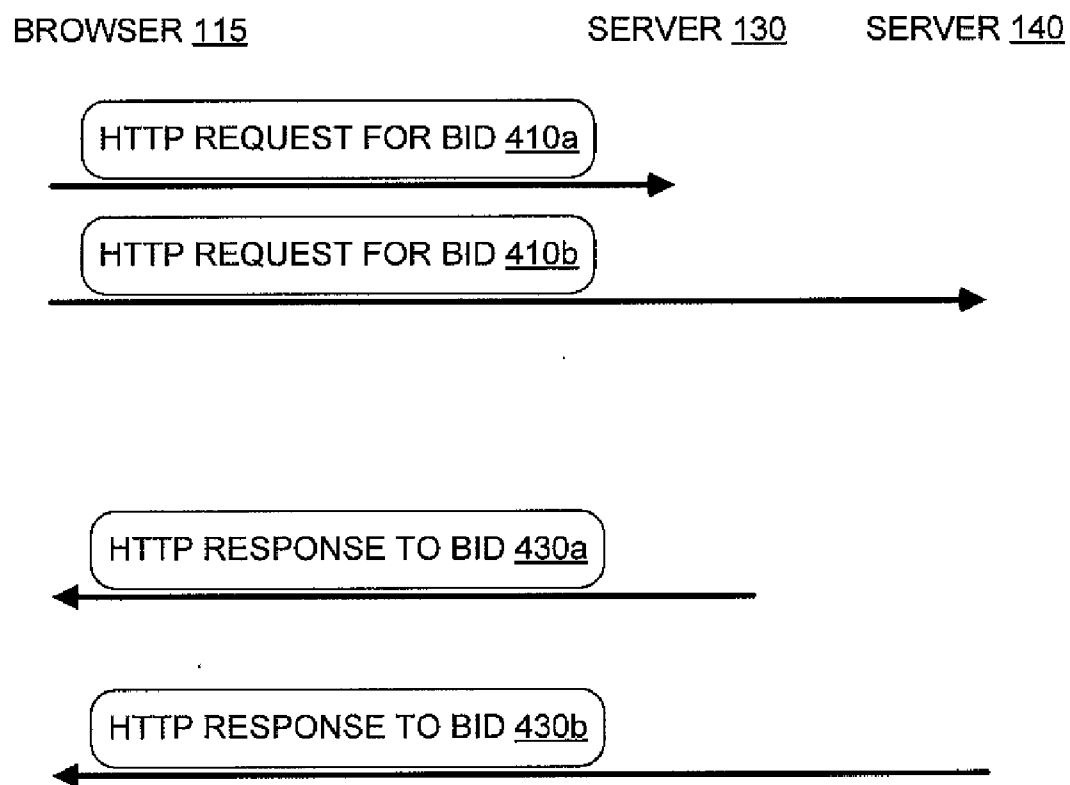 BROWSER 115 SERVER 130 SERVER 140
HTTP REQUEST FOR BID 410a
HTTP REQUEST FOR BID 410b
HTTP RESPONSE TO BID 430a
HTTP RESPONSE TO BID 430b